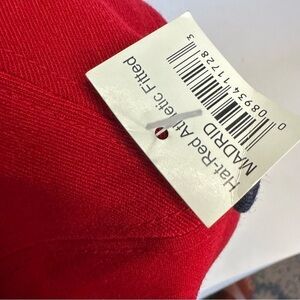 Hat-Red Athletic Fitted
MADRID
0 08934 11728 3